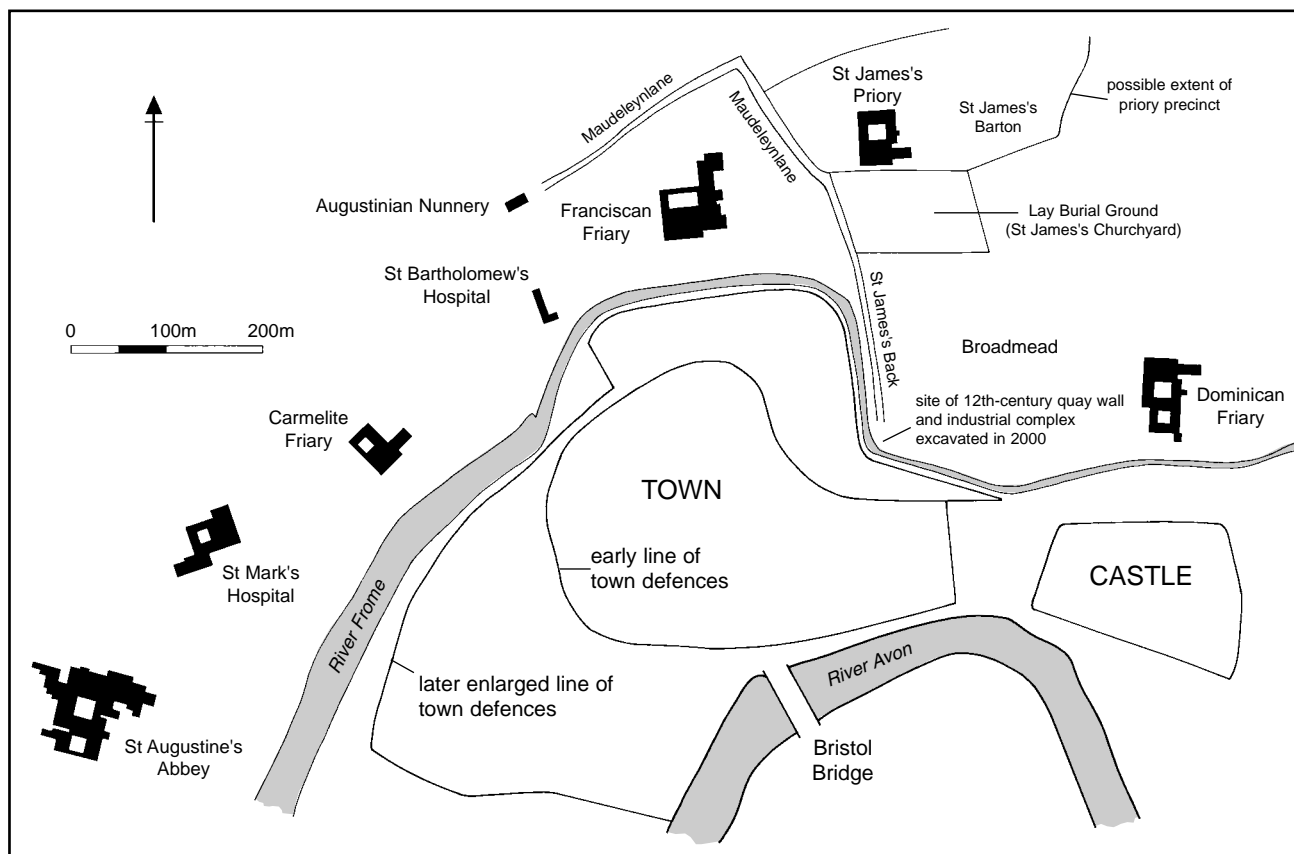 St James's
Priory
St James's
Barton
possible extent of
priory precinct
Maudeleynlane
Maudeleynlane
Augustinian Nunnery
Franciscan
Friary
Lay Burial Ground
(St James's Churchyard)
St Bartholomew's
Hospital
0 100m 200m
St James's Back
Broadmead
Dominican
Friary
site of 12th-century quay wall
and industrial complex
excavated in 2000
Carmelite
Friary
TOWN
early line of
town defences
CASTLE
St Mark's
Hospital
River Frome
River Avon
later enlarged line of
town defences
St Augustine's
Abbey
Bristol
Bridge